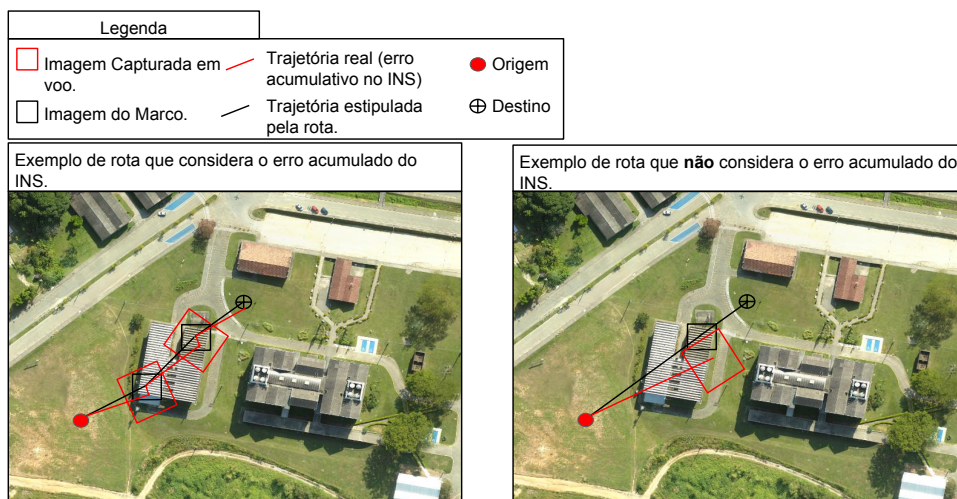 Legenda
Imagem Capturada em
voo.
Trajetória real (erro
acumulativo no INS)
Origem
Imagem do Marco.
Trajetória estipulada
pela rota.
Destino
Exemplo de rota que considera o erro acumulado do
INS.
Exemplo de rota que não considera o erro acumulado do
INS.